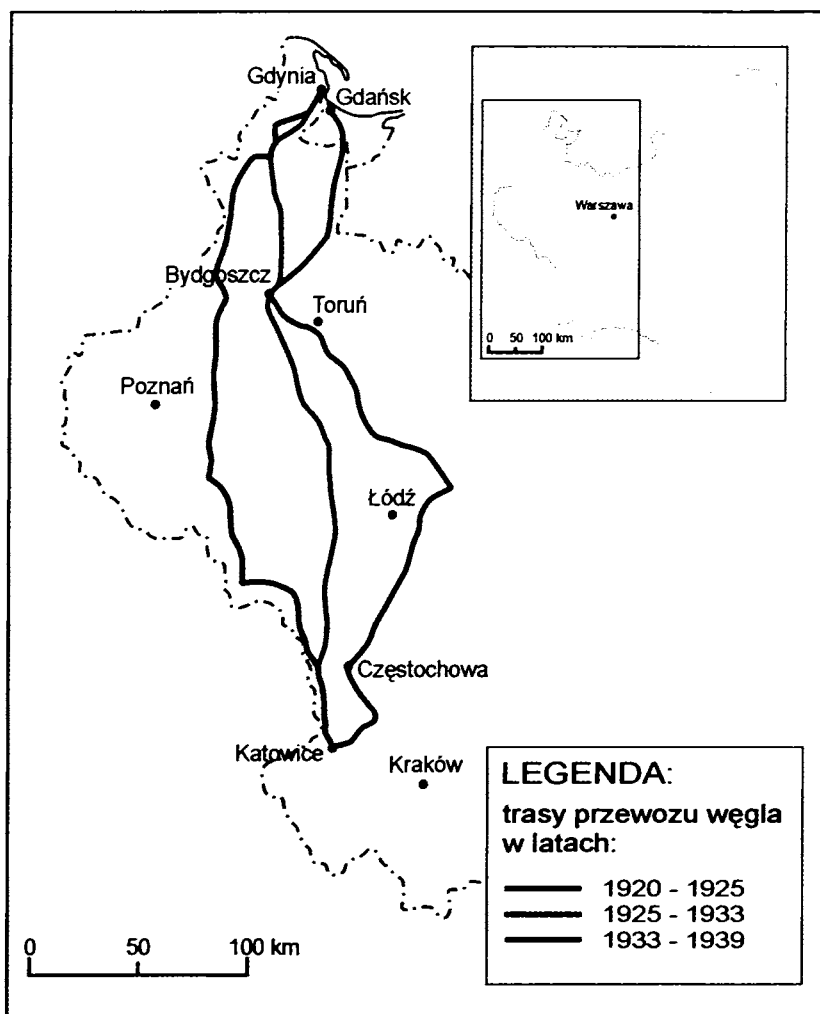 Gdynia
Gdańsk
Warszawa
0 50 100 km
Bydgoszcz
Toruń
Poznań
Łódź
Częstochowa
Katowice
Kraków
LEGENDA:
trasy przewozu węgla
w latach:
1920 - 1925
1925 - 1933
1933 - 1939
0 50 100 km